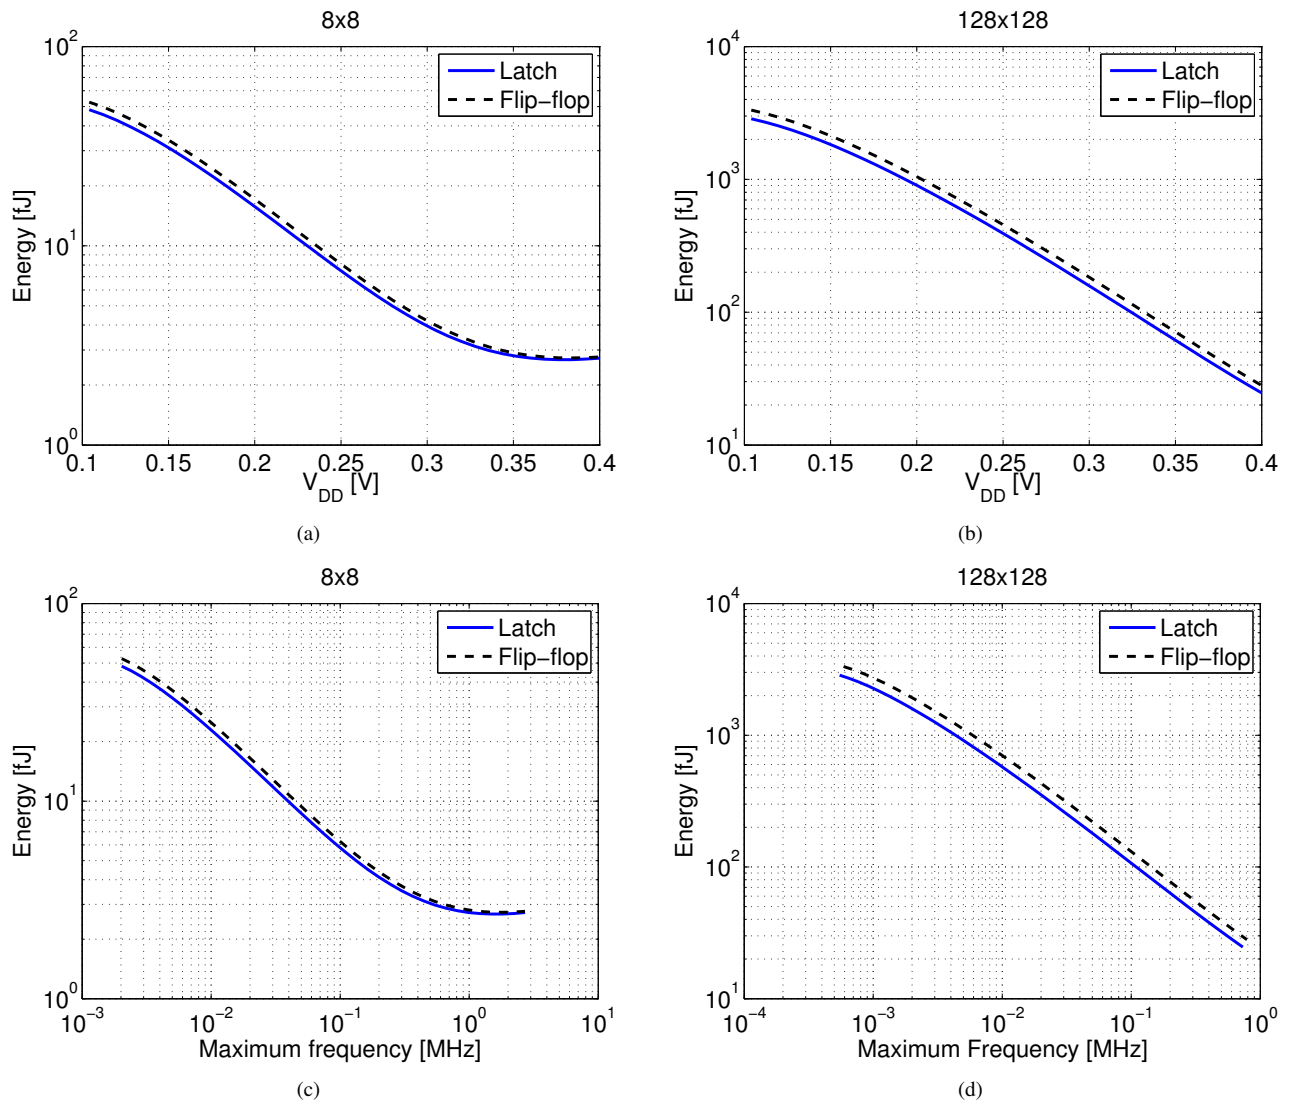 8x8
10^2
10^1
10^0
Energy [fJ]
Latch
Flip−flop
0.1 0.15 0.2 0.25 0.3 0.35 0.4
V_DD [V]
(a)
128x128
10^4
10^3
10^2
10^1
Energy [fJ]
Latch
Flip−flop
0.1 0.15 0.2 0.25 0.3 0.35 0.4
V_DD [V]
(b)
8x8
10^2
10^1
10^0
Energy [fJ]
Latch
Flip−flop
10^−3 10^−2 10^−1 10^0 10^1
Maximum frequency [MHz]
(c)
128x128
10^4
10^3
10^2
10^1
Energy [fJ]
Latch
Flip−flop
10^−4 10^−3 10^−2 10^−1 10^0
Maximum Frequency [MHz]
(d)